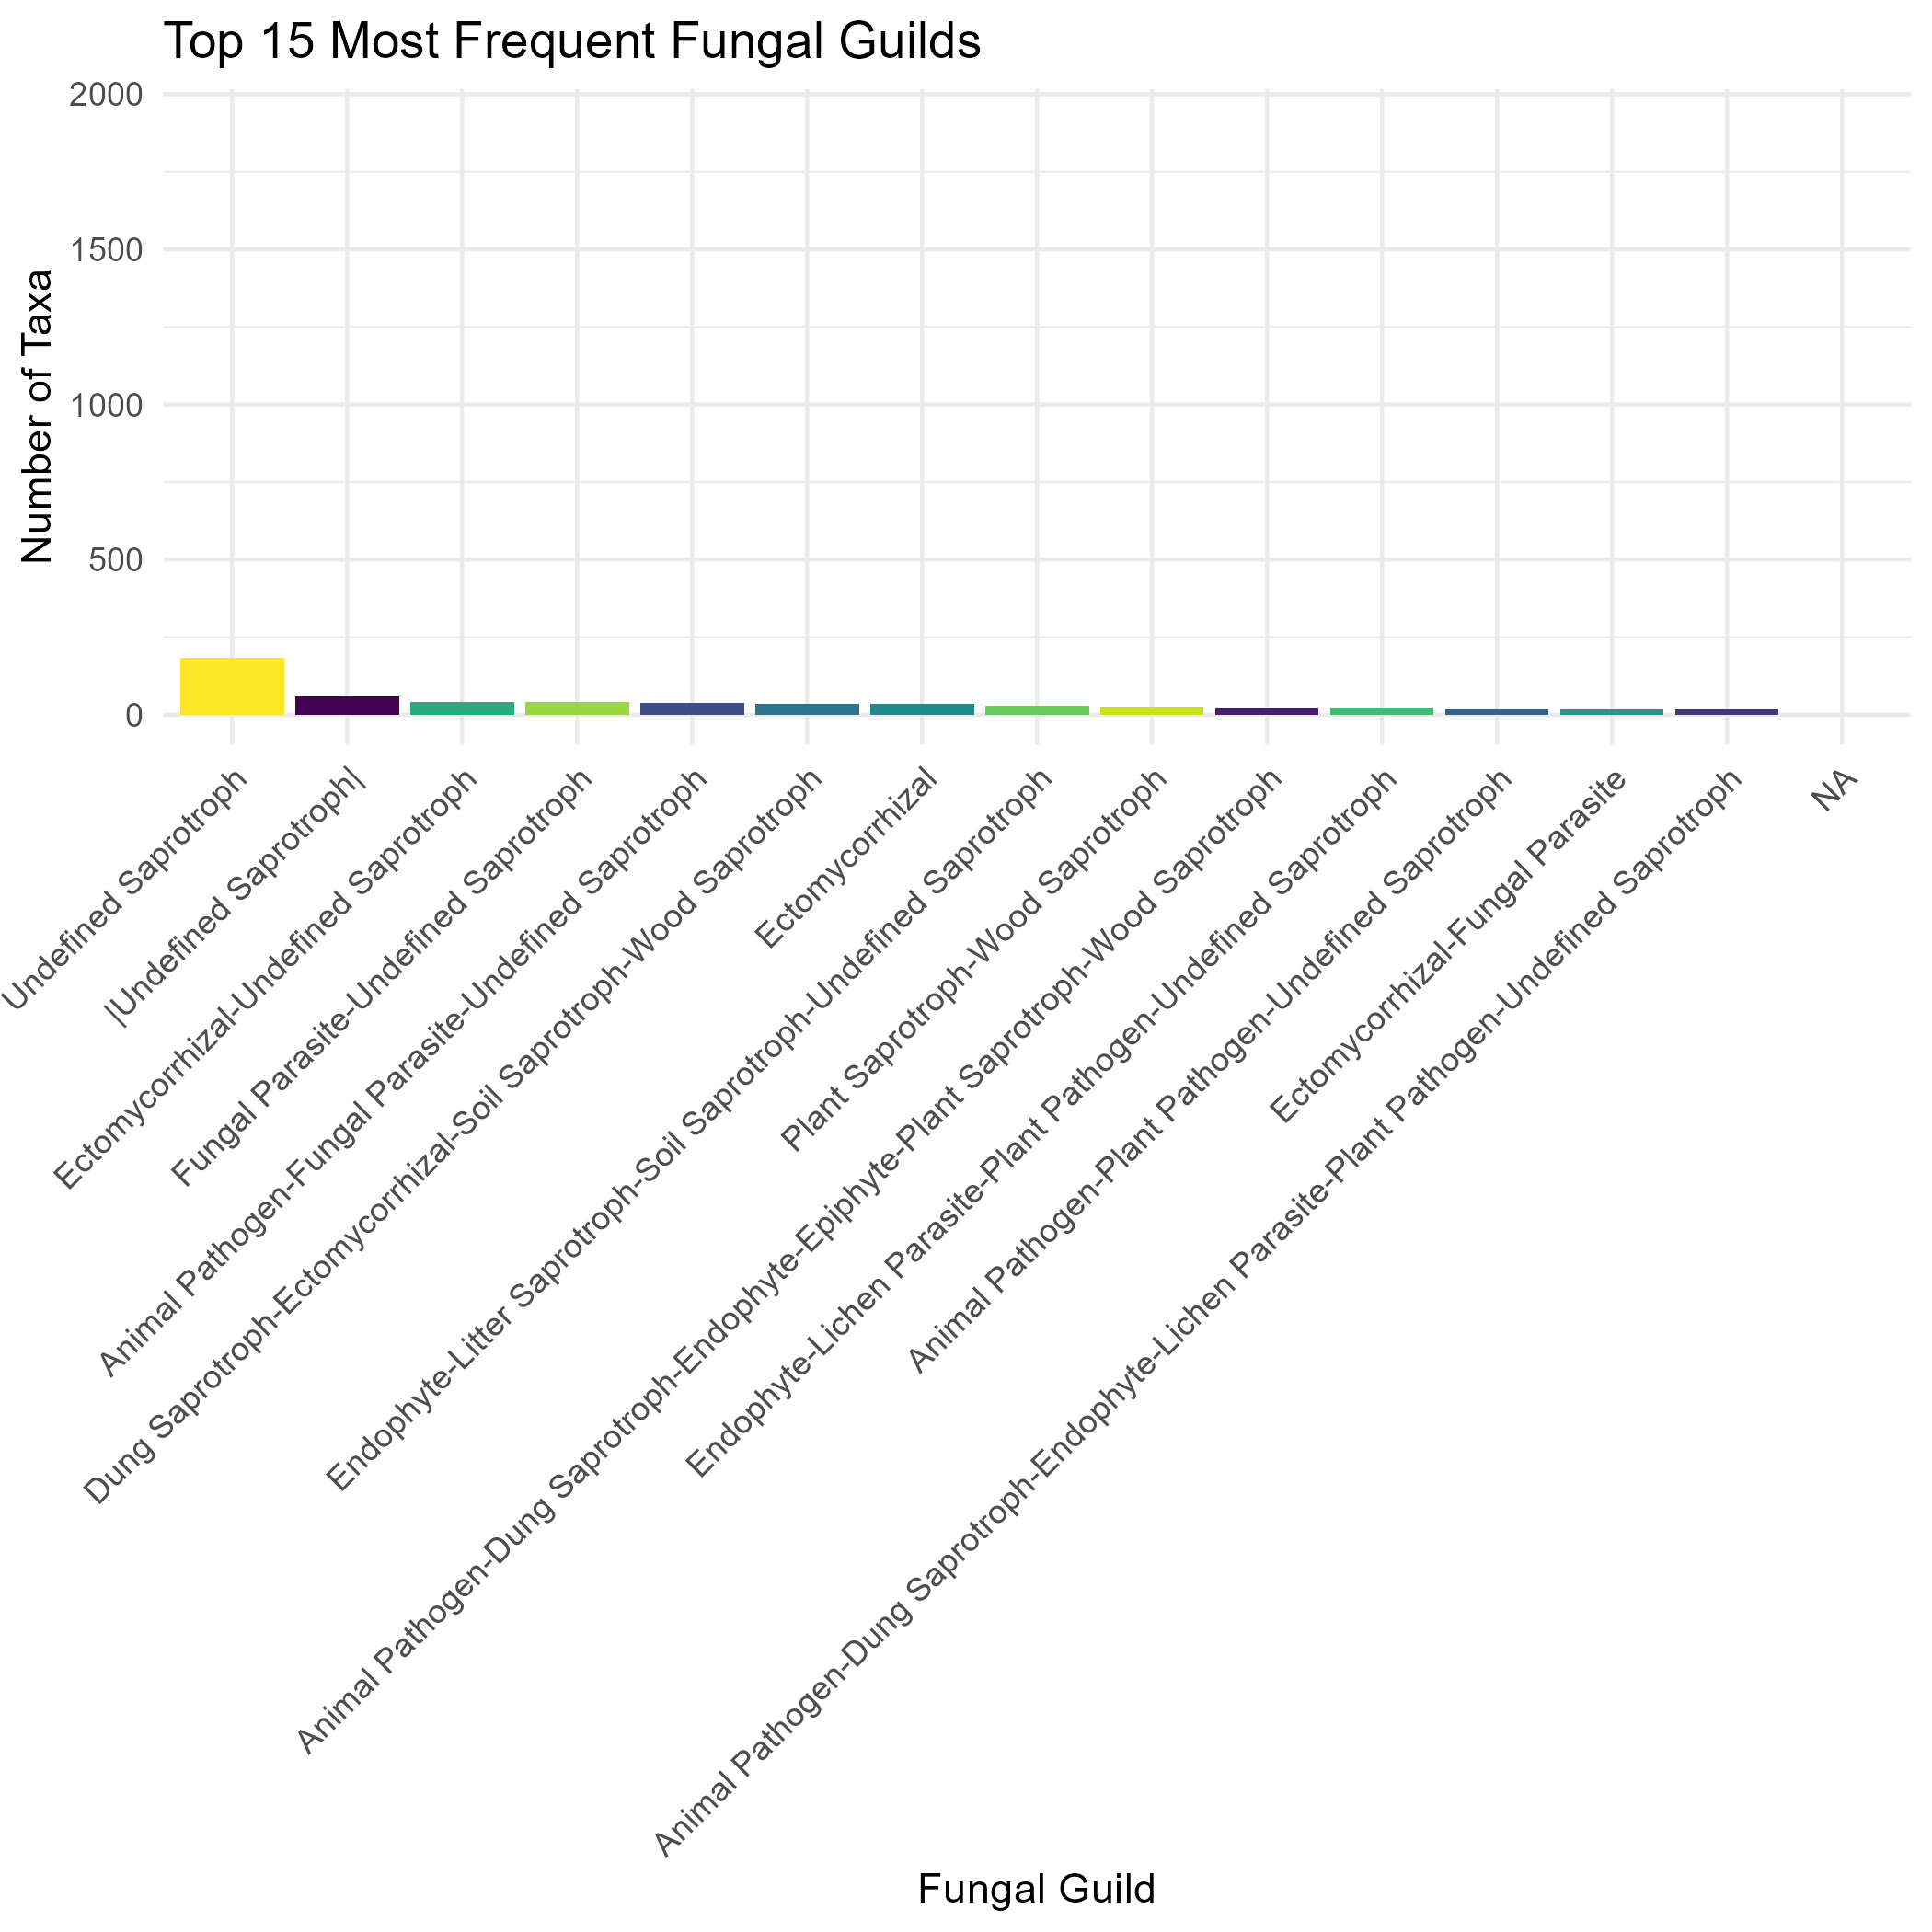 Top 15 Most Frequent Fungal Guilds
2000
1500
1000
500
0
Number of Taxa
Undefined Saprotroph
|Undefined Saprotroph|
Ectomycorrhizal-Undefined Saprotroph
Fungal Parasite-Undefined Saprotroph
Animal Pathogen-Fungal Parasite-Undefined Saprotroph
Dung Saprotroph-Ectomycorrhizal-Soil Saprotroph-Wood Saprotroph
Ectomycorrhizal
Endophyte-Litter Saprotroph-Soil Saprotroph-Undefined Saprotroph
Plant Saprotroph-Wood Saprotroph
Animal Pathogen-Dung Saprotroph-Endophyte-Epiphyte-Plant Saprotroph-Wood Saprotroph
Endophyte-Lichen Parasite-Plant Pathogen-Undefined Saprotroph
Animal Pathogen-Plant Pathogen-Undefined Saprotroph
Ectomycorrhizal-Fungal Parasite
Animal Pathogen-Dung Saprotroph-Endophyte-Lichen Parasite-Plant Pathogen-Undefined Saprotroph
NA
Fungal Guild